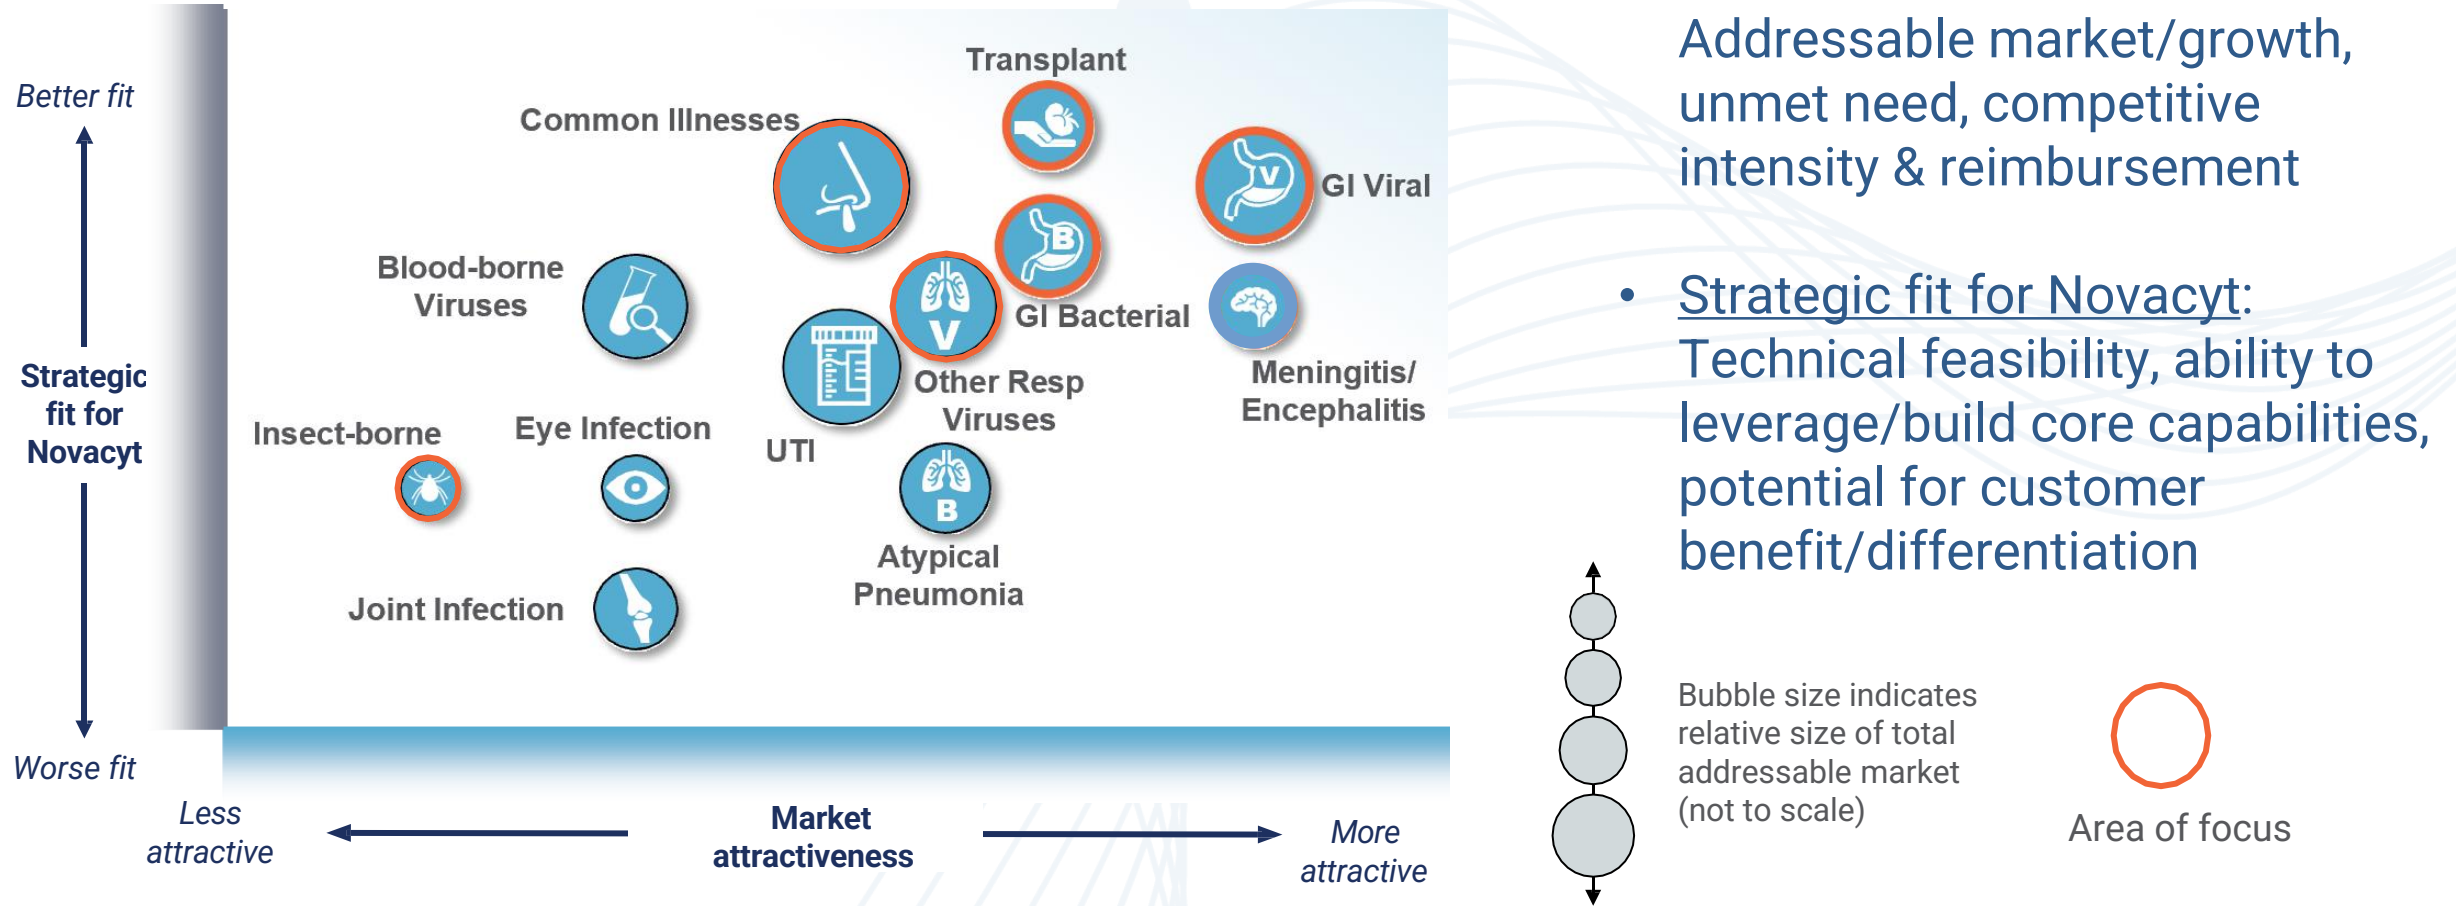 Better fit
Strategic
fit for
Novacyt
Worse fit
Transplant
Common Illnesses
V
GI Viral
B
GI Bacterial
Blood-borne
Viruses
V
Other Resp
Viruses
Meningitis/
Encephalitis
Insect-borne
Eye Infection
UTI
B
Atypical
Pneumonia
Joint Infection
Less
attractive
Market
attractiveness
More
attractive
Addressable market/growth,
unmet need, competitive
intensity & reimbursement
• Strategic fit for Novacyt:
Technical feasibility, ability to
leverage/build core capabilities,
potential for customer
benefit/differentiation
Bubble size indicates
relative size of total
addressable market
(not to scale)
Area of focus